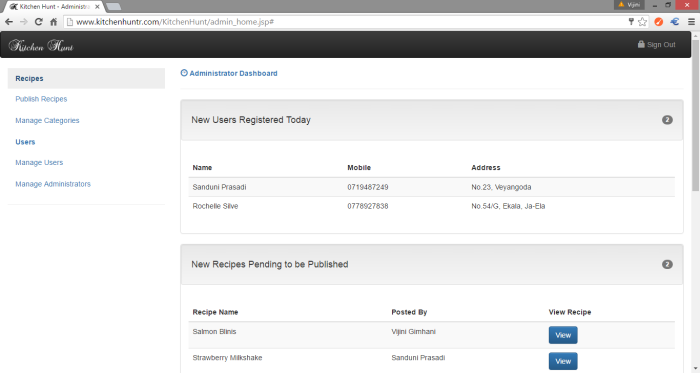 Kitchen Hunt - Administrat
Vijini
www.kitchenhuntr.com/KitchenHunt/admin_home.jsp#
Kitchen Hunt
Sign Out
Recipes
Publish Recipes
Manage Categories
Users
Manage Users
Manage Administrators
Administrator Dashboard
New Users Registered Today 2
Name Mobile Address
Sanduni Prasadi 0719487249 No.23, Veyangoda
Rochelle Silve 0778927838 No.54/G, Ekala, Ja-Ela
New Recipes Pending to be Published 2
Recipe Name Posted By View Recipe
Salmon Blinis Vijini Gimhani View
Strawberry Milkshake Sanduni Prasadi View